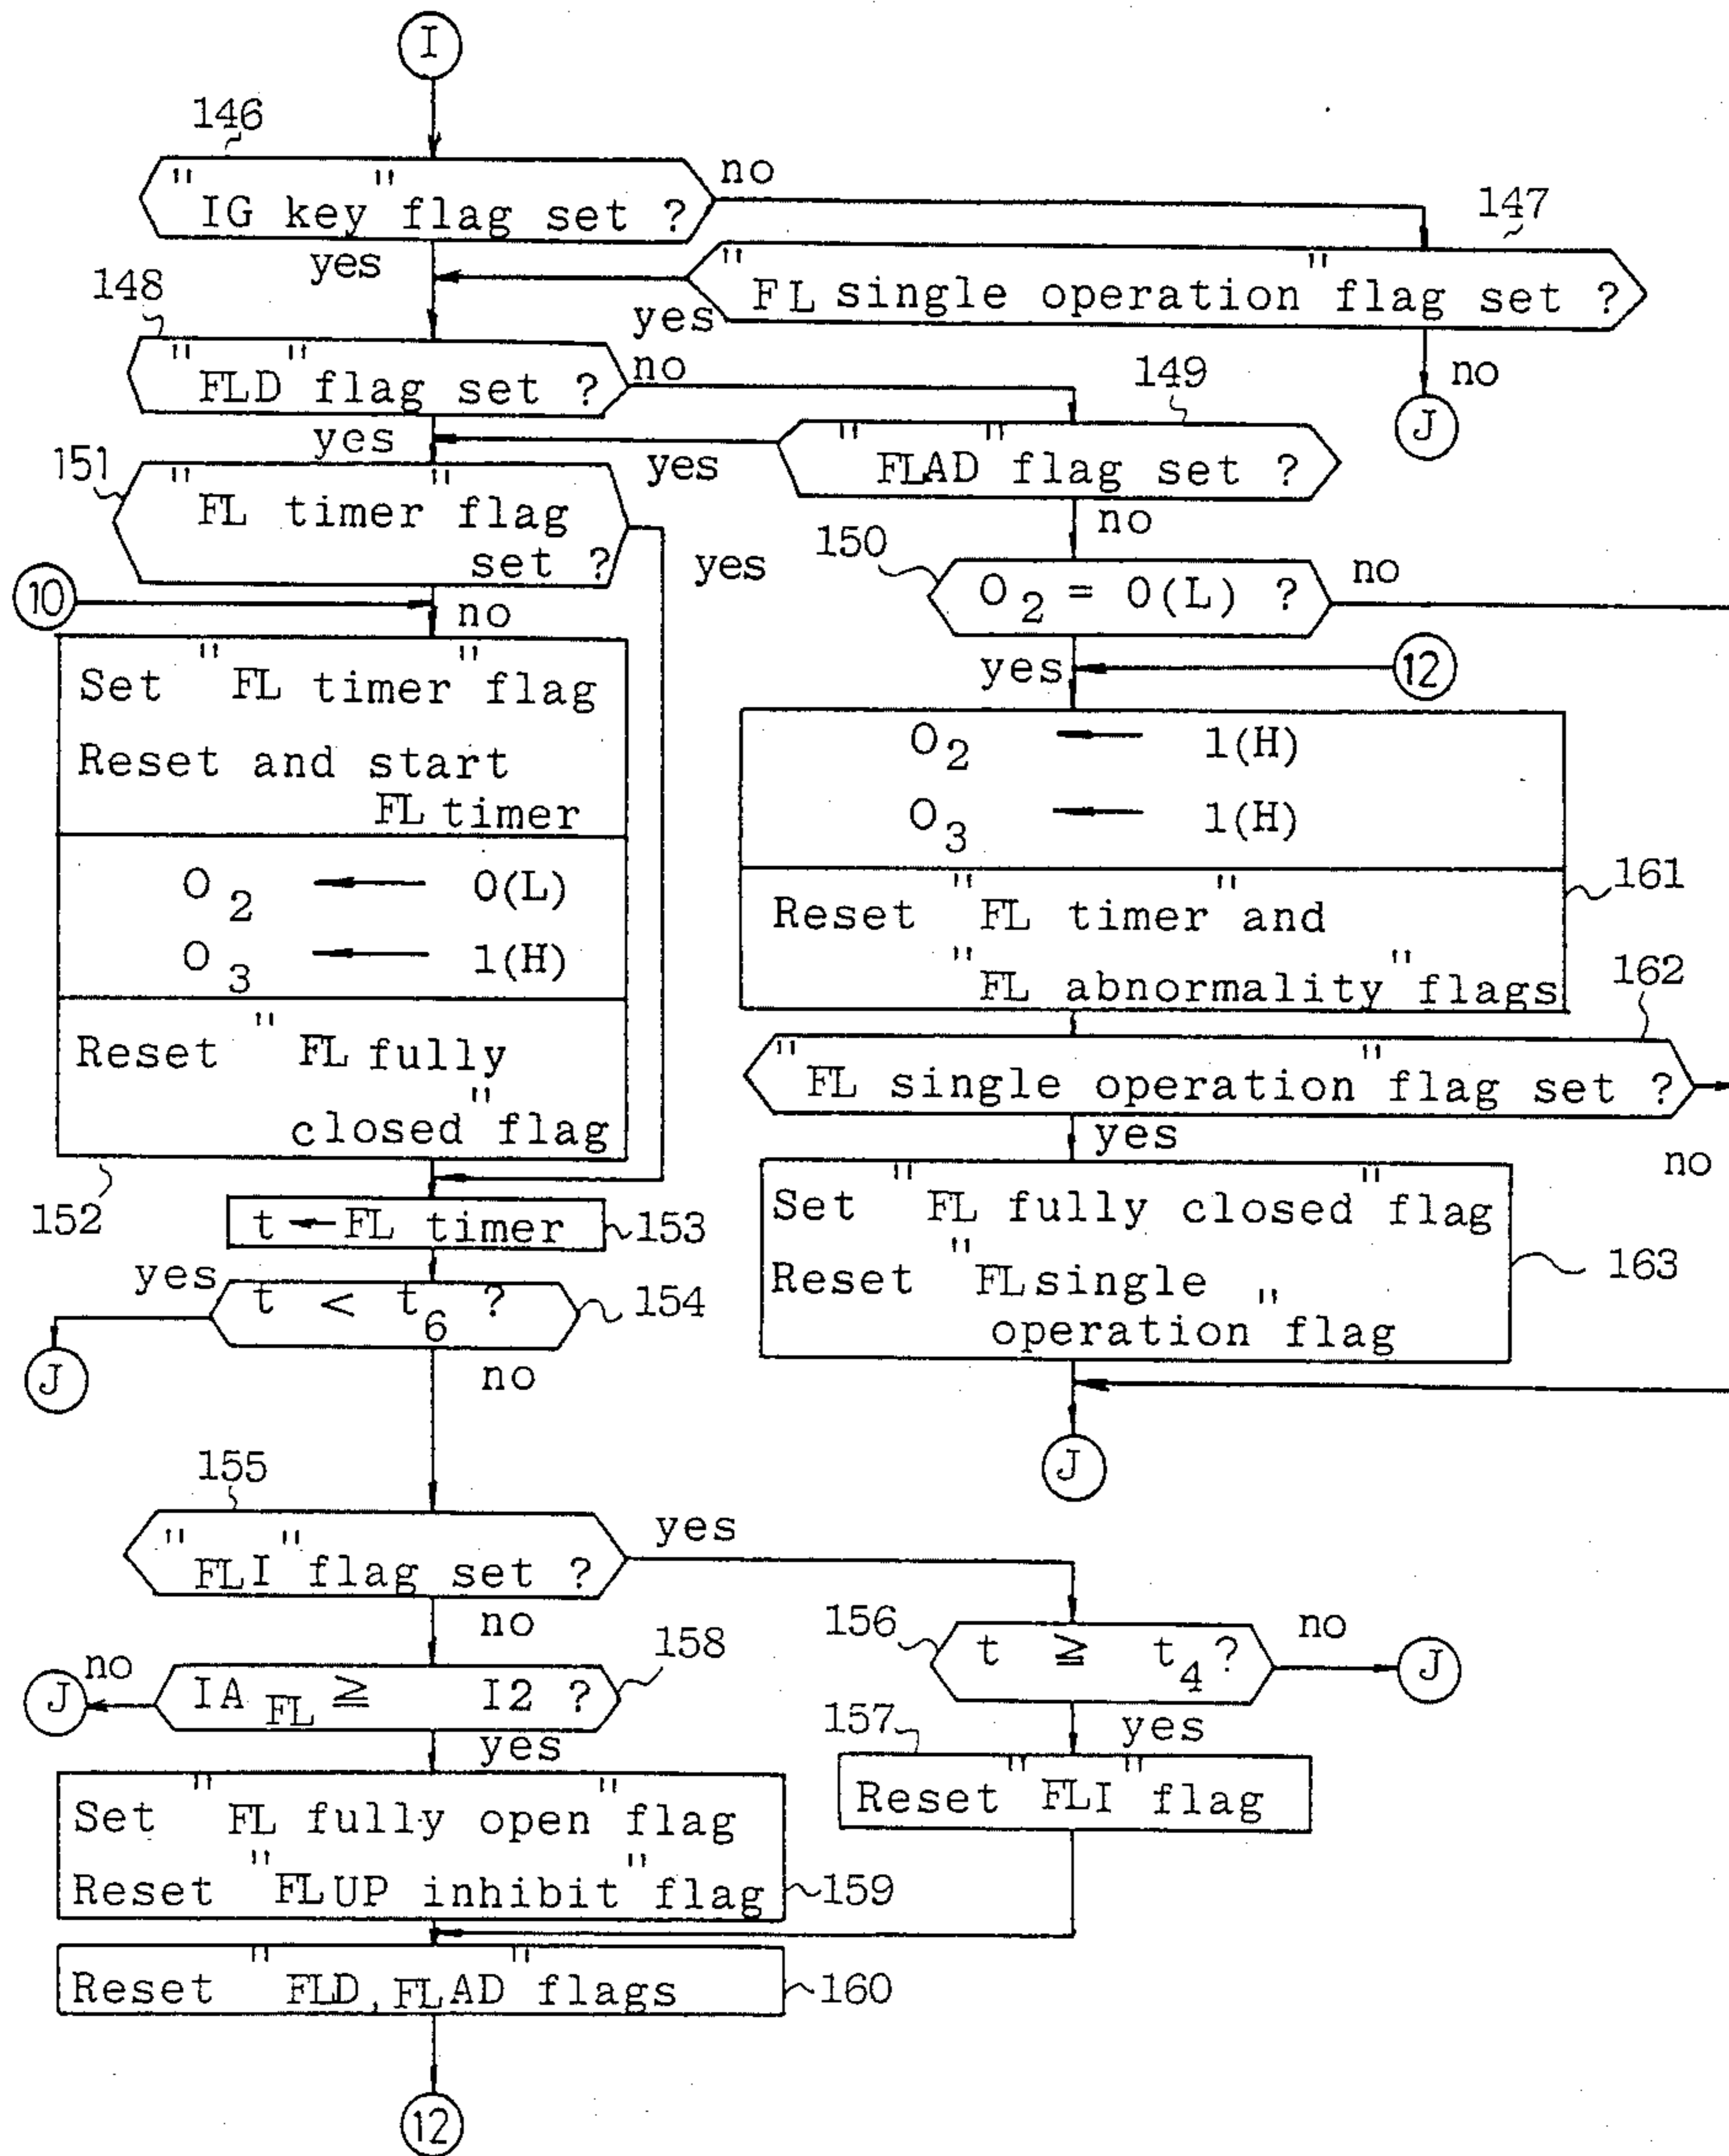 I
146
"IG key" flag set ?
no
147
yes
"FL single operation" flag set ?
yes
no
J
148
"FLD" flag set ?
no
149
yes
"FLAD" flag set ?
yes
no
151
"FL timer" flag
set ?
yes
no
10
150
O2 = 0(L) ?
no
yes
12
Set "FL timer" flag
Reset and start
FL timer
O2 ← 0(L)
O3 ← 1(H)
Reset "FL fully
closed" flag
152
O2 ← 1(H)
O3 ← 1(H)
Reset "FL timer" and
"FL abnormality" flags
161
162
"FL single operation" flag set ?
yes
no
Set "FL fully closed" flag
Reset "FL single
operation" flag
163
J
t ← FL timer
153
yes
t < t6 ?
154
J
no
155
"FLI" flag set ?
yes
no
156
t ≧ t4 ?
no
J
yes
157
Reset "FLI" flag
158
no
J
IA FL ≧ I2 ?
yes
Set "FL fully open" flag
Reset "FLUP inhibit" flag
159
Reset "FLD, FLAD" flags
160
12